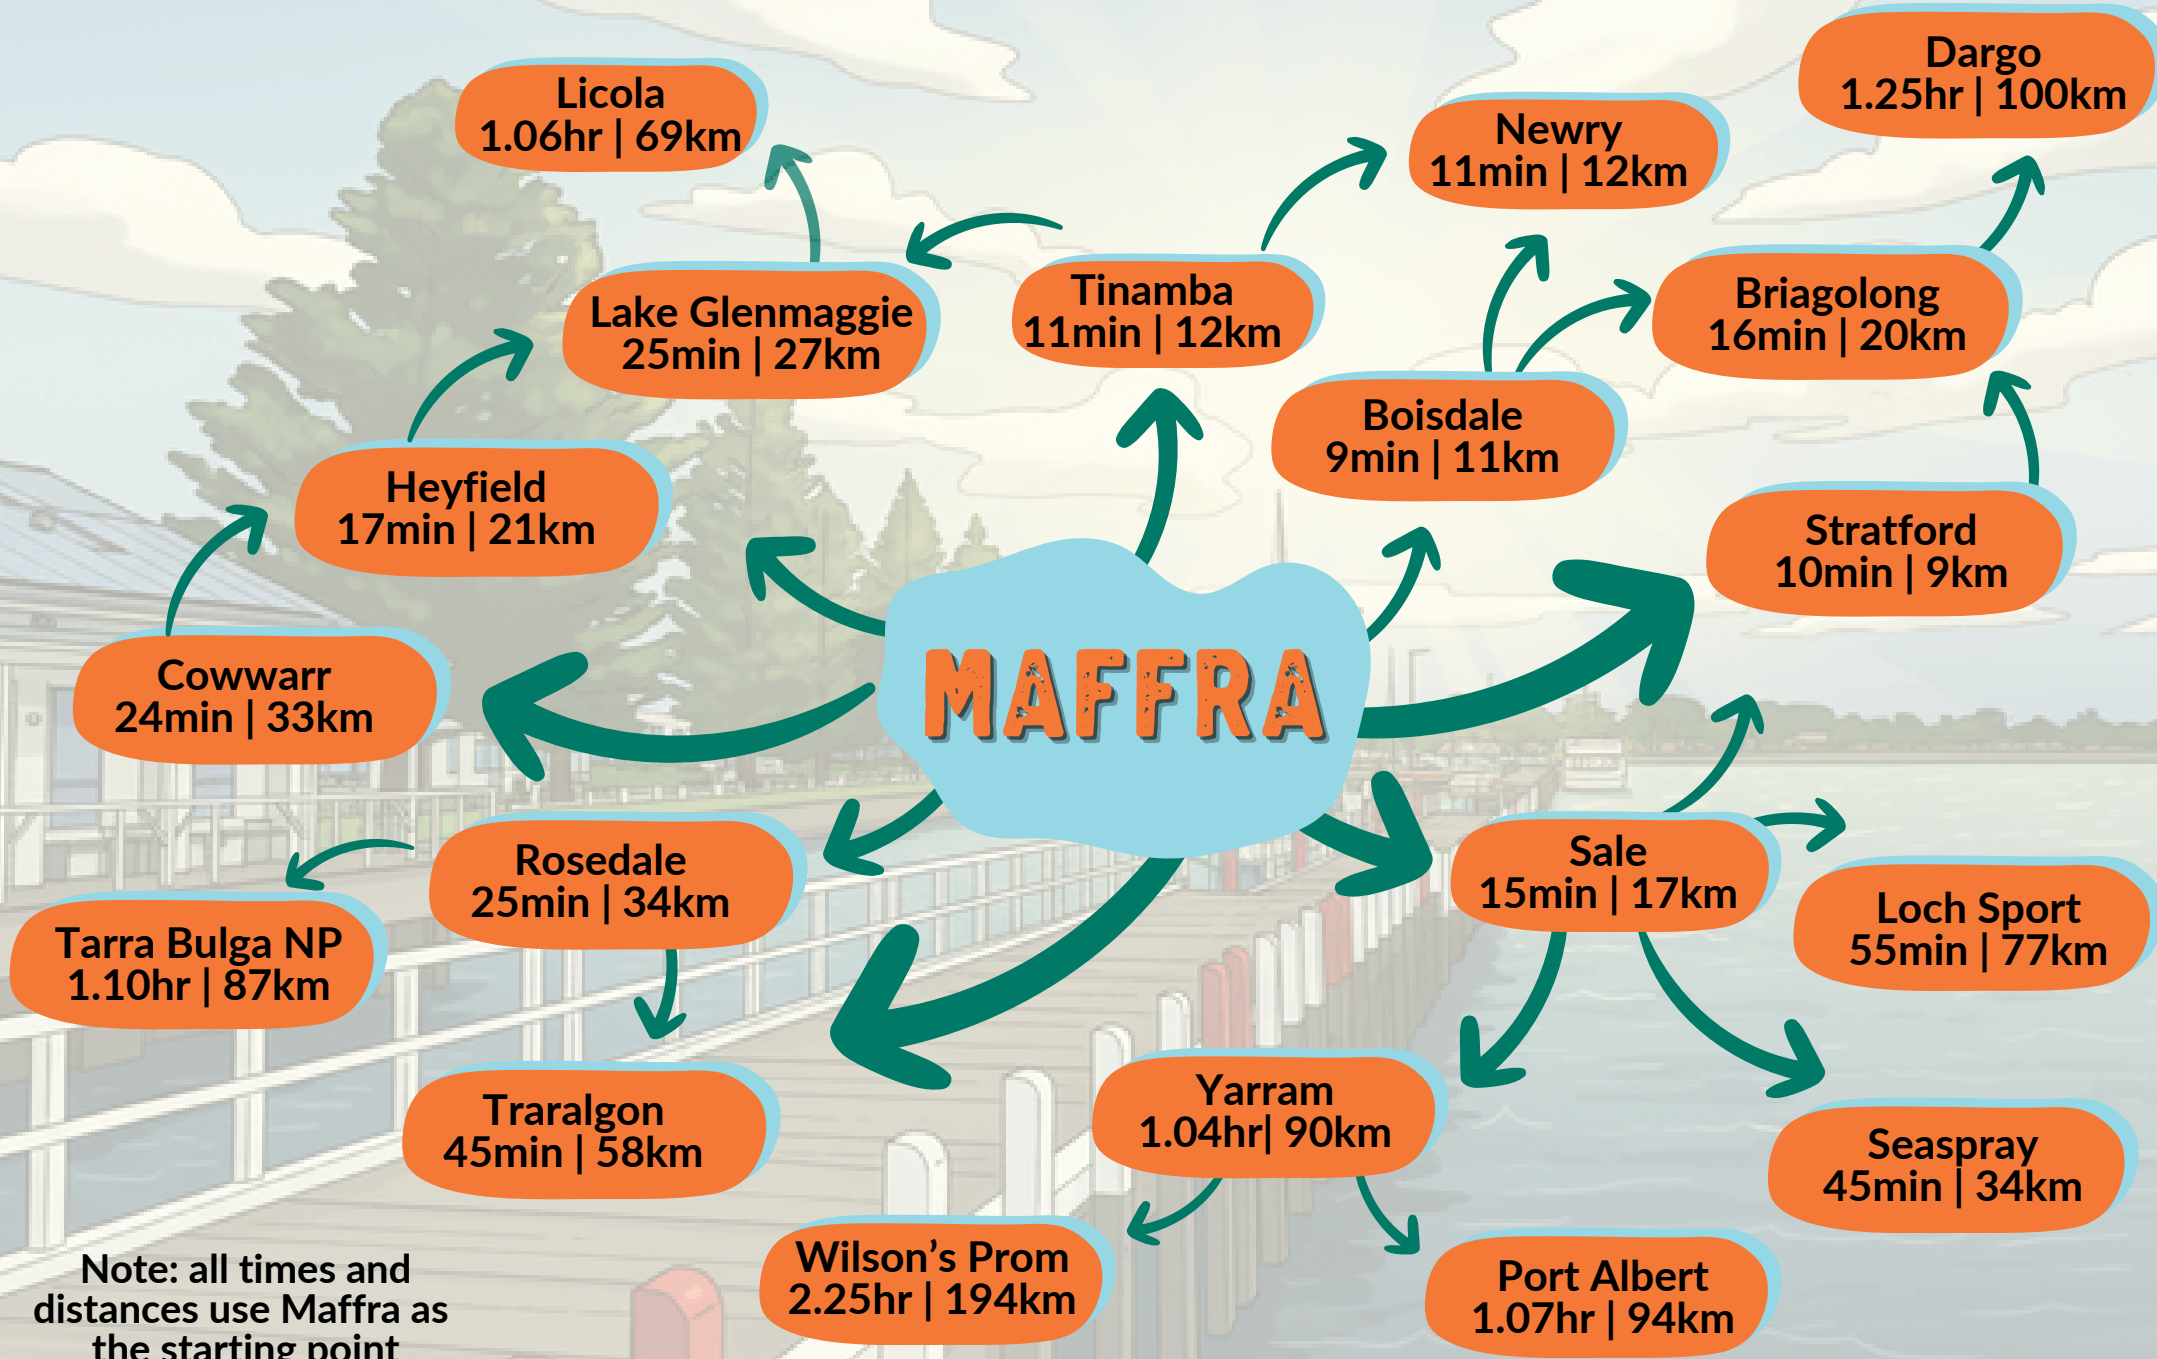 Dargo
1.25hr | 100km
Licola
1.06hr | 69km
Newry
11min | 12km
Lake Glenmaggie
25min | 27km
Tinamba
11min | 12km
Briagolong
16min | 20km
Boisdale
9min | 11km
Heyfield
17min | 21km
Stratford
10min | 9km
MAFFRA
Cowwarr
24min | 33km
Rosedale
25min | 34km
Sale
15min | 17km
Tarra Bulga NP
1.10hr | 87km
Loch Sport
55min | 77km
Traralgon
45min | 58km
Yarram
1.04hr| 90km
Seaspray
45min | 34km
Wilson’s Prom
2.25hr | 194km
Port Albert
1.07hr | 94km
Note: all times and
distances use Maffra as
the starting point